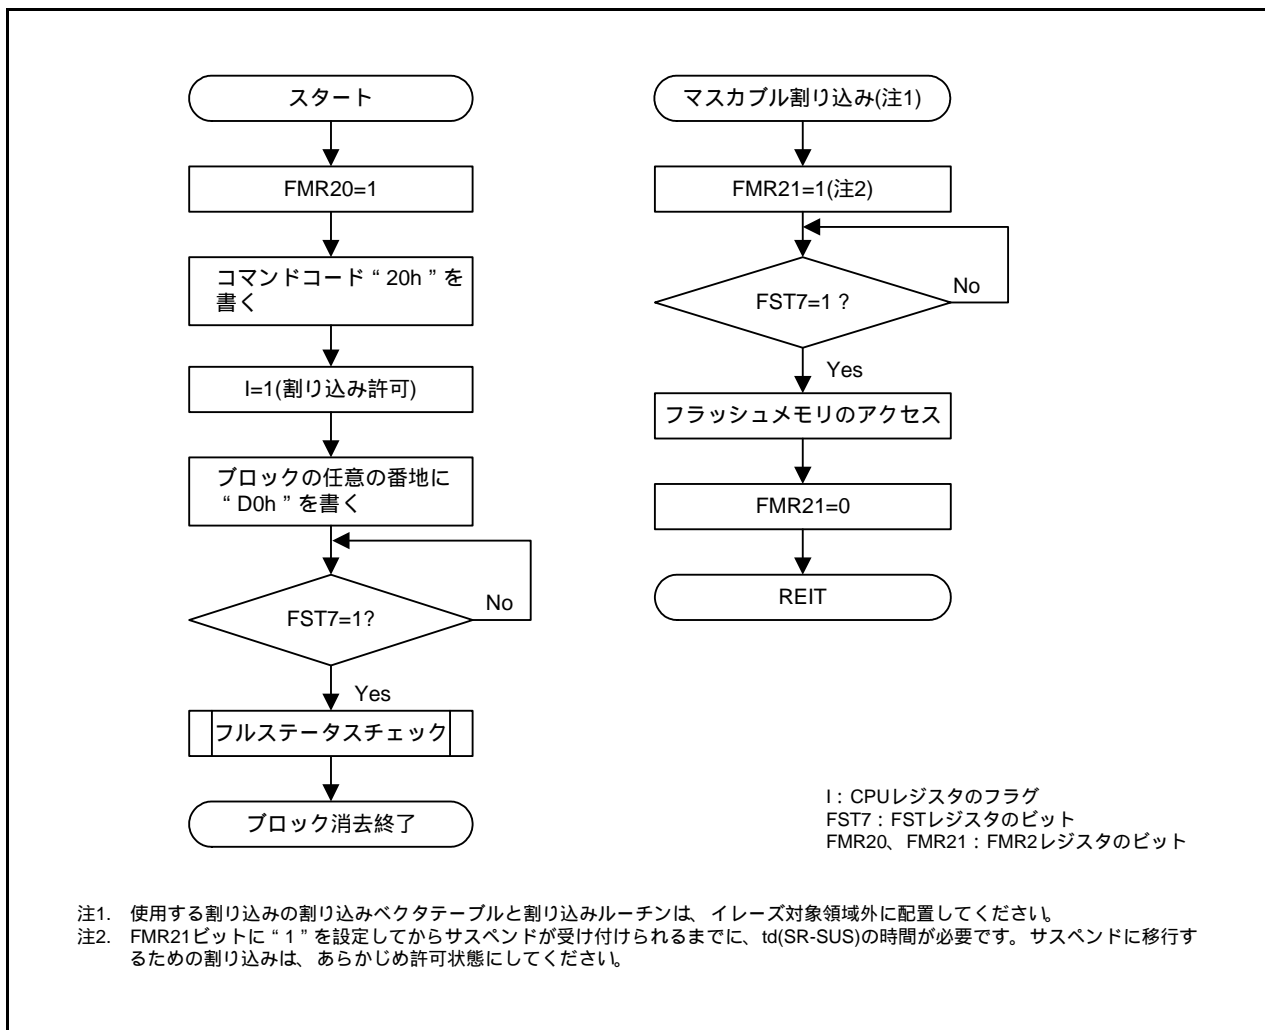 スタート
FMR20=1
コマンドコード“20h”を
書く
I=1(割り込み許可)
ブロックの任意の番地に
“D0h”を書く
FST7=1?
No
Yes
フルステータスチェック
ブロック消去終了
マスカブル割り込み(注1)
FMR21=1(注2)
FST7=1 ?
No
Yes
フラッシュメモリのアクセス
FMR21=0
REIT
I：CPUレジスタのフラグ
FST7：FSTレジスタのビット
FMR20、FMR21：FMR2レジスタのビット
注1. 使用する割り込みの割り込みベクタテーブルと割り込みルーチンは、イレーズ対象領域外に配置してください。
注2. FMR21ビットに“1”を設定してからサスペンドが受け付けられるまでに、td(SR-SUS)の時間が必要です。サスペンドに移行す
るための割り込みは、あらかじめ許可状態にしてください。